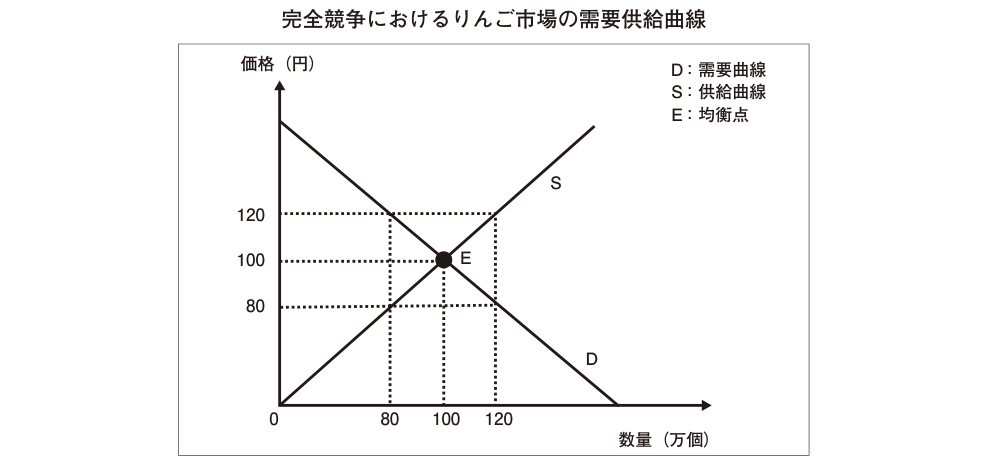 完全競争におけるりんご市場の需要供給曲線
価格（円）
D：需要曲線
S：供給曲線
E：均衡点
S
120
100
E
80
D
0
80
100
120
数量（万個）